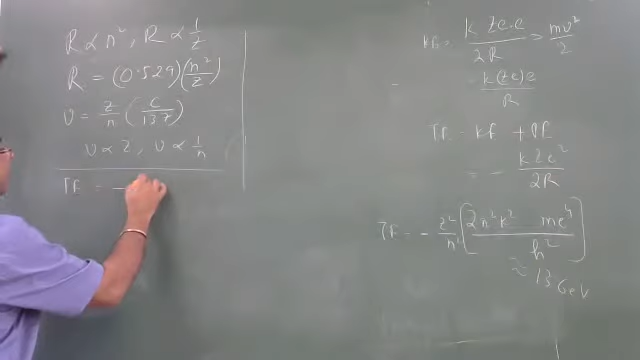 R ∝ n², R ∝ 1/Z
R = (0.529)(n²/Z)
v = Z/n (C/137)
v ∝ Z, v ∝ 1/n
TE = -
KE = K Ze.e/2R = mv²/2
- K(Ze)e/R
TE = KE + PE
= - KZe²/2R
TE = - Z²/n² [2π²K² me⁴/h²]
≈ 13.6eV